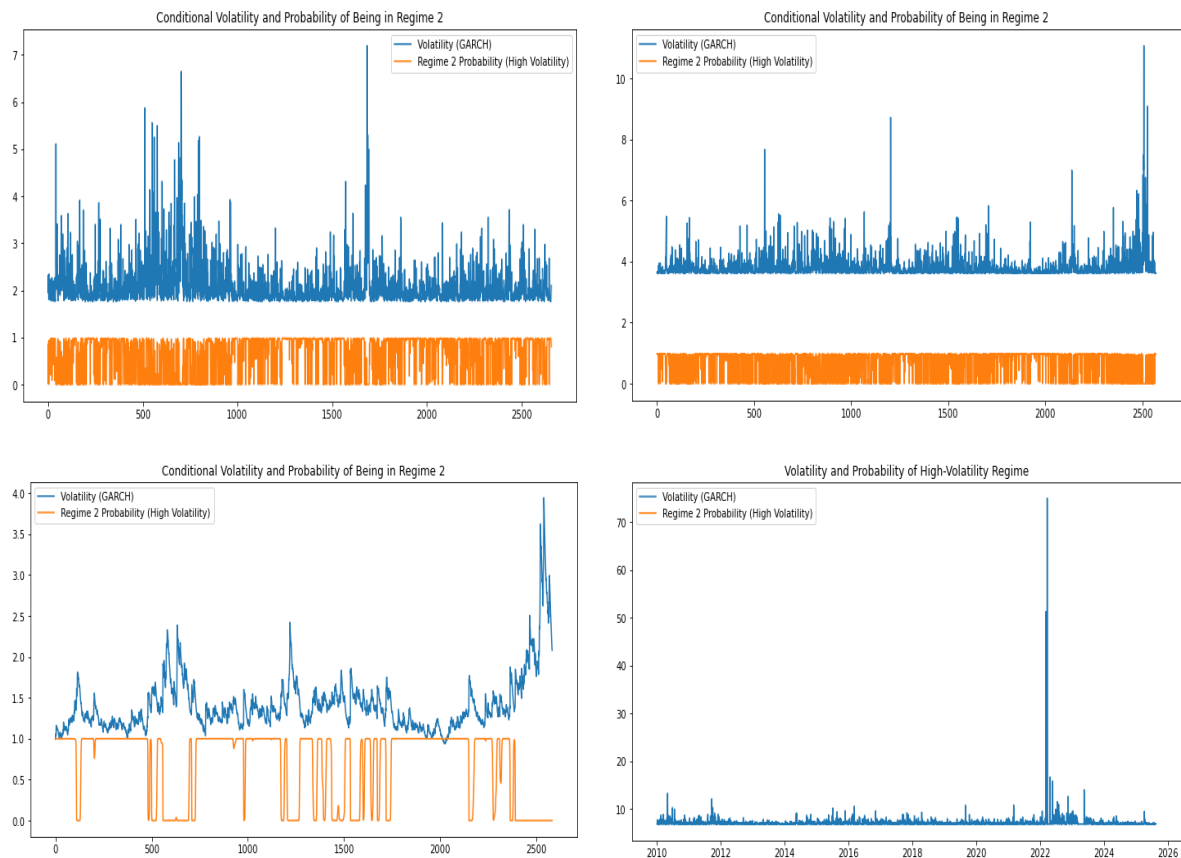 Conditional Volatility and Probability of Being in Regime 2
Volatility (GARCH)
Regime 2 Probability (High Volatility)
7
6
5
4
3
2
1
0
0 500 1000 1500 2000 2500
Conditional Volatility and Probability of Being in Regime 2
Volatility (GARCH)
Regime 2 Probability (High Volatility)
10
8
6
4
2
0
0 500 1000 1500 2000 2500
Conditional Volatility and Probability of Being in Regime 2
Volatility (GARCH)
Regime 2 Probability (High Volatility)
4.0
3.5
3.0
2.5
2.0
1.5
1.0
0.5
0.0
0 500 1000 1500 2000 2500
Volatility and Probability of High-Volatility Regime
Volatility (GARCH)
Regime 2 Probability (High Volatility)
70
60
50
40
30
20
10
2010 2012 2014 2016 2018 2020 2022 2024 2026